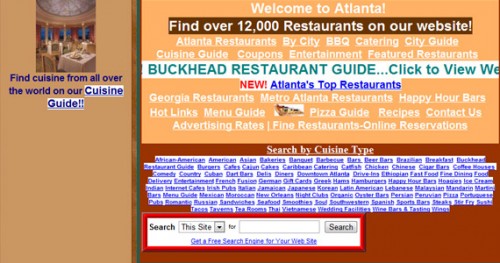 Find cuisine from all over
the world on our Cuisine
Guide!!
Welcome to Atlanta!
Find over 12,000 Restaurants on our website!
Atlanta Restaurants By City BBQ Catering City Guide
Cuisine Guide Coupons Entertainment Featured Restaurants
BUCKHEAD RESTAURANT GUIDE...Click to View We
NEW! Atlanta's Top Restaurants
Georgia Restaurants Metro Atlanta Restaurants Happy Hour Bars
Hot Links Menu Guide Pizza Guide Recipes Contact Us
Advertising Rates | Fine Restaurants-Online Reservations
Search by Cuisine Type
African-American American Asian Bakeries Banquet Barbecue Bars Beer Bars Brazilian Breakfast Buckhead
Restaurant Guide Burgers Cafes Cajun Cakes Caribbean Catering Catfish Chicken Chinese Cigar Bars Coffee
Comedy Country Cuban Dart Bars Delis Diners Downtown Atlanta Drive-Ins Ethiopian Fast Food Fine Dining Food
Delivery Entertainment French Fusion German Gift Cards Greek Hams Hamburgers Happy Hour Bars Hoagies Ice Cream
Indian Internet Cafes Irish Pubs Italian Jamaican Japanese Korean Latin American Lebanese Malaysian Mandarin Martini
Bars Menu Guide Mexican Moroccan New Orleans Night Clubs Organic Outlet Bars Persian Peruvian Pizza Portuguese
Pubs Romantic Russian Sandwiches Seafood Smoothies Soul Southwestern Spanish Sports Bars Steaks Stir Fry Sushi
Tacos Taverns Tea Rooms Thai Vietnamese Wedding Facilities Wine Bars & Tasting Wings
Search This Site for Search
Get a Free Search Engine for Your Web Site